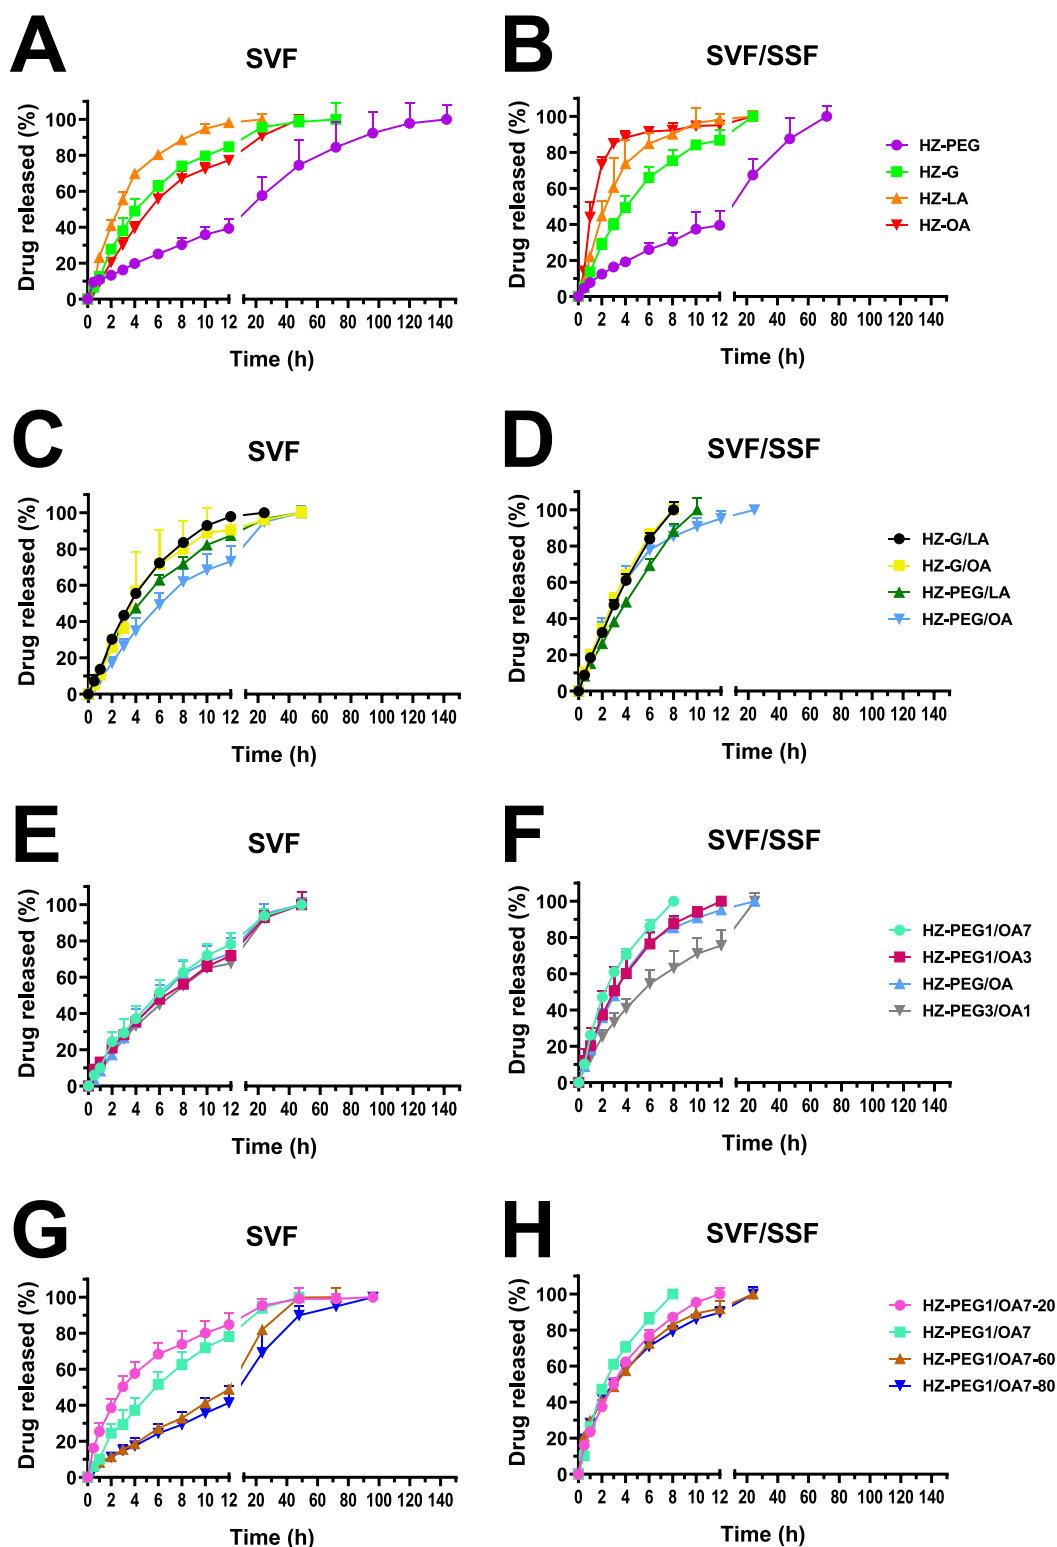 A
SVF
Drug released (%)
100
80
60
40
20
0
0 2 4 6 8 10 12 20 40 60 80 100 120 140
Time (h)
B
SVF/SSF
Drug released (%)
100
80
60
40
20
0
0 2 4 6 8 10 12 20 40 60 80 100 120 140
Time (h)
HZ-PEG
HZ-G
HZ-LA
HZ-OA
C
SVF
Drug released (%)
100
80
60
40
20
0
0 2 4 6 8 10 12 20 40 60 80 100 120 140
Time (h)
D
SVF/SSF
Drug released (%)
100
80
60
40
20
0
0 2 4 6 8 10 12 20 40 60 80 100 120 140
Time (h)
HZ-G/LA
HZ-G/OA
HZ-PEG/LA
HZ-PEG/OA
E
SVF
Drug released (%)
100
80
60
40
20
0
0 2 4 6 8 10 12 20 40 60 80 100 120 140
Time (h)
F
SVF/SSF
Drug released (%)
100
80
60
40
20
0
0 2 4 6 8 10 12 20 40 60 80 100 120 140
Time (h)
HZ-PEG1/OA7
HZ-PEG1/OA3
HZ-PEG/OA
HZ-PEG3/OA1
G
SVF
Drug released (%)
100
80
60
40
20
0
0 2 4 6 8 10 12 20 40 60 80 100 120 140
Time (h)
H
SVF/SSF
Drug released (%)
100
80
60
40
20
0
0 2 4 6 8 10 12 20 40 60 80 100 120 140
Time (h)
HZ-PEG1/OA7-20
HZ-PEG1/OA7
HZ-PEG1/OA7-60
HZ-PEG1/OA7-80